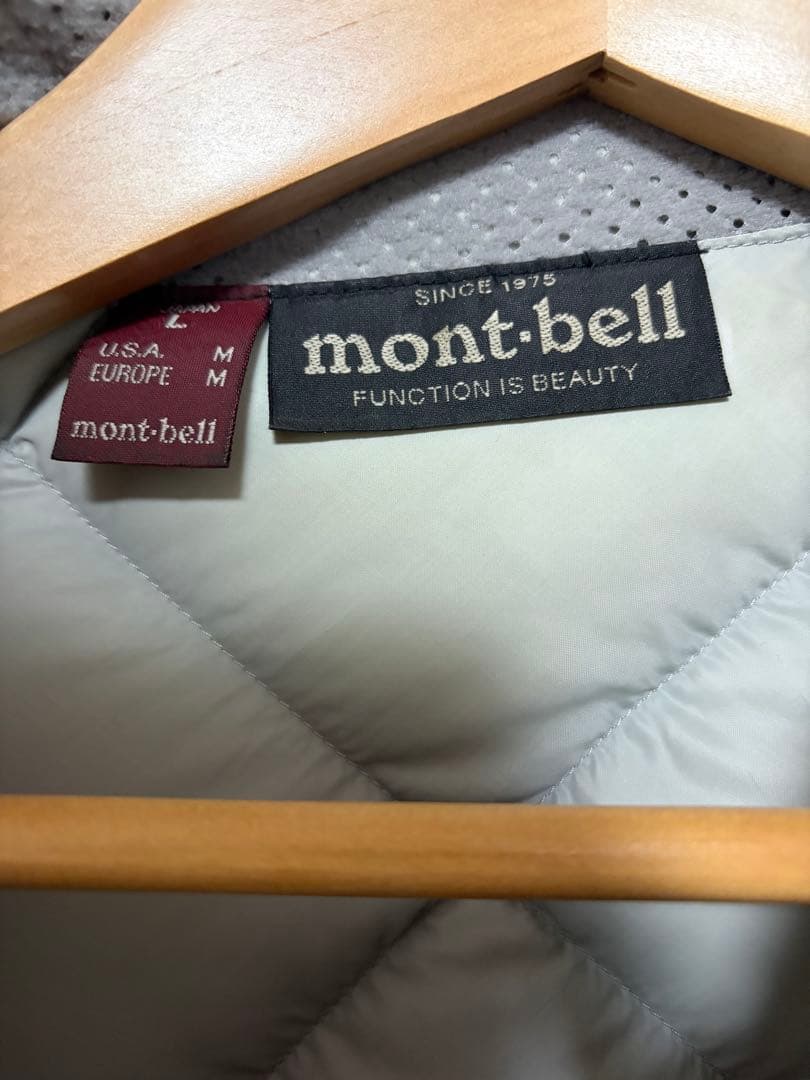 L
U.S.A. M
EUROPE M
mont·bell
SINCE 1975
mont·bell
FUNCTION IS BEAUTY